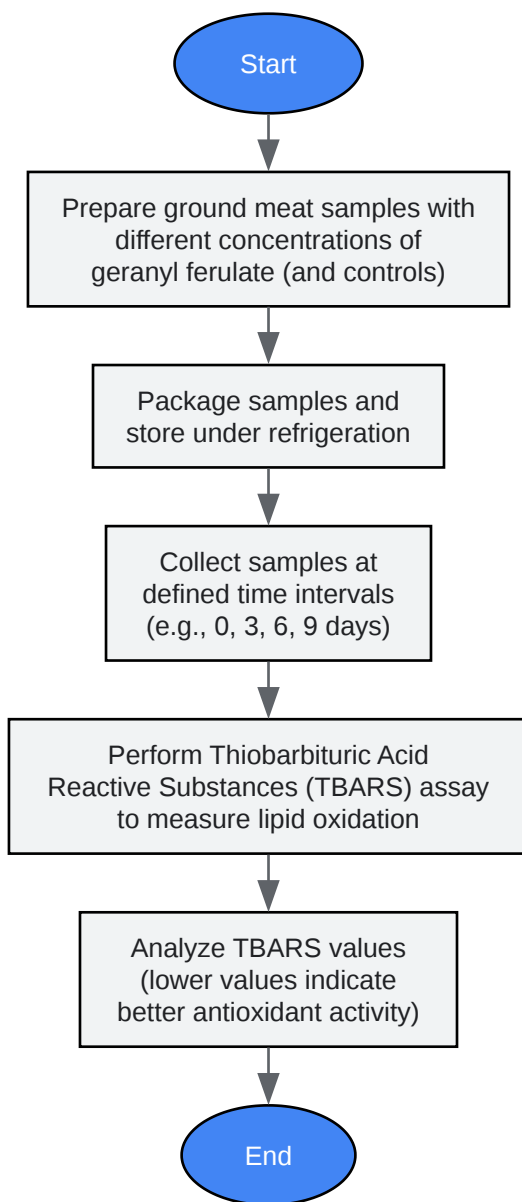 Start
Prepare ground meat samples with
different concentrations of
geranyl ferulate (and controls)
Package samples and
store under refrigeration
Collect samples at
defined time intervals
(e.g., 0, 3, 6, 9 days)
Perform Thiobarbituric Acid
Reactive Substances (TBARS) assay
to measure lipid oxidation
Analyze TBARS values
(lower values indicate
better antioxidant activity)
End